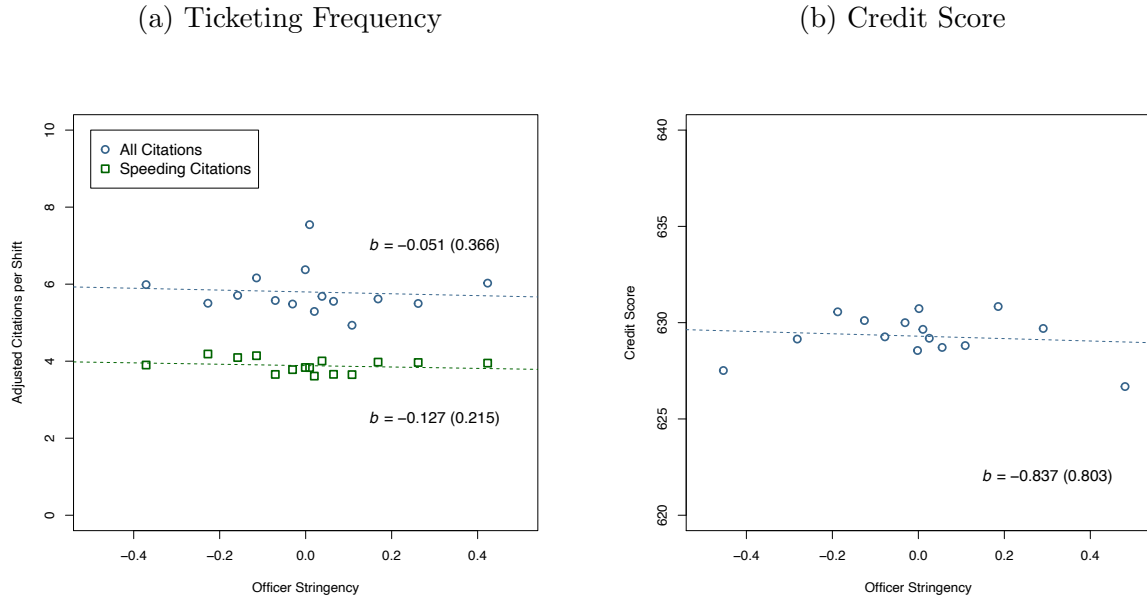 (a) Ticketing Frequency
10
8
6
4
2
0
Adjusted Citations per Shift
All Citations
Speeding Citations
b = −0.051 (0.366)
b = −0.127 (0.215)
−0.4 −0.2 0.0 0.2 0.4
Officer Stringency
(b) Credit Score
640
635
630
625
620
Credit Score
b = −0.837 (0.803)
−0.4 −0.2 0.0 0.2 0.4
Officer Stringency